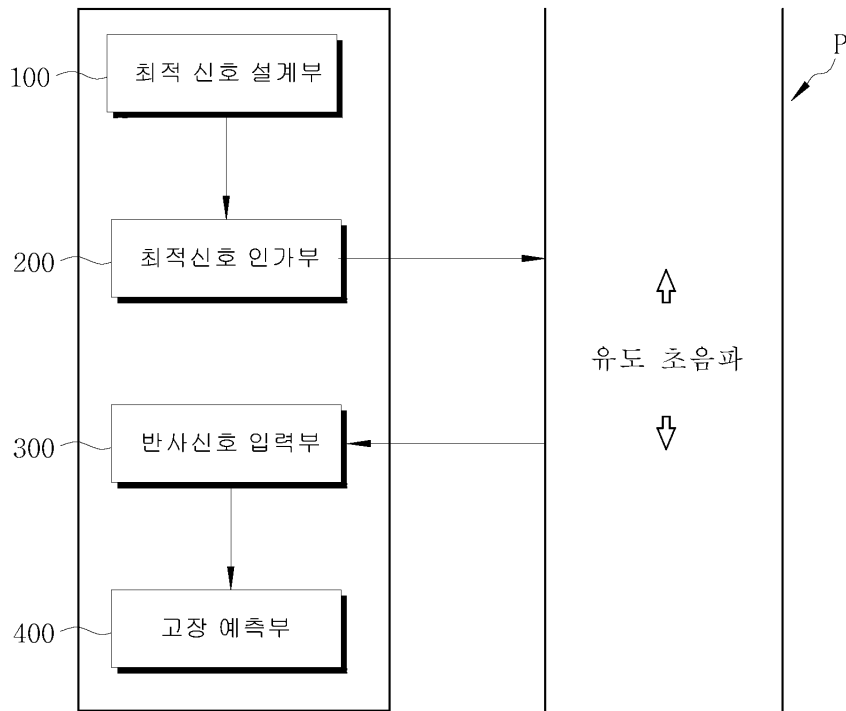 P
100
최적 신호 설계부
200
최적신호 인가부
유도 초음파
300
반사신호 입력부
400
고장 예측부